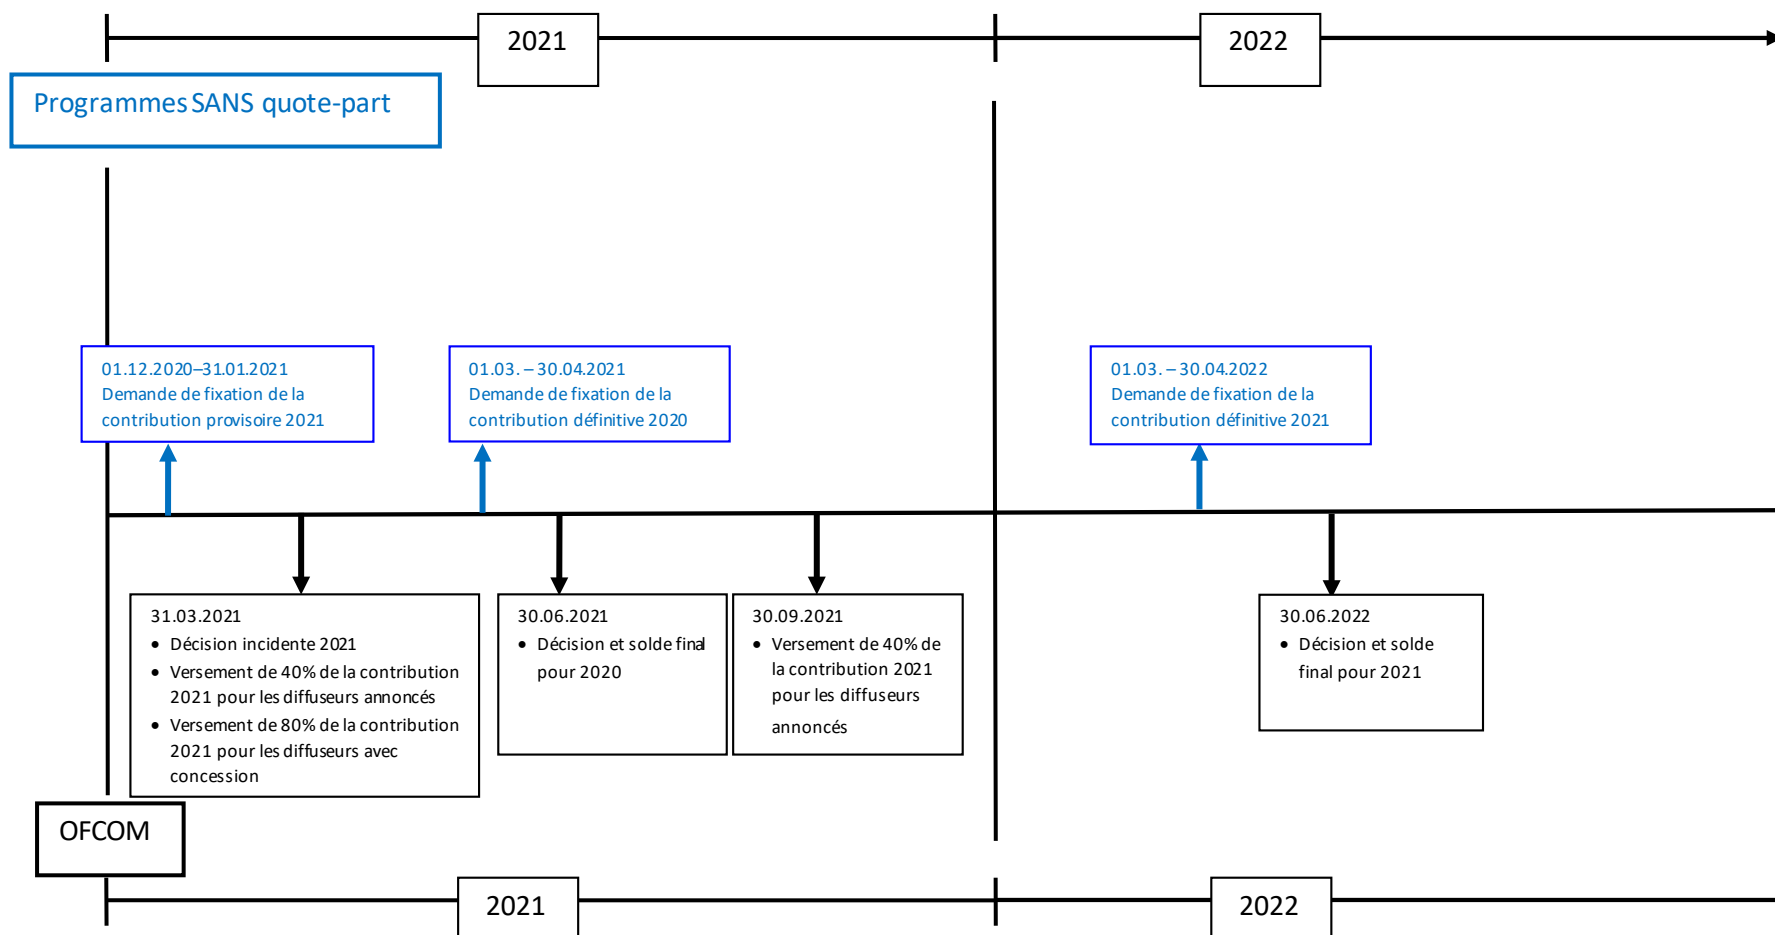 2021
2022
Programmes SANS quote-part
01.12.2020–31.01.2021
Demande de fixation de la
contribution provisoire 2021
01.03. – 30.04.2021
Demande de fixation de la
contribution définitive 2020
01.03. – 30.04.2022
Demande de fixation de la
contribution définitive 2021
31.03.2021
• Décision incidente 2021
• Versement de 40% de la contribution
2021 pour les diffuseurs annoncés
• Versement de 80% de la contribution
2021 pour les diffuseurs avec
concession
30.06.2021
• Décision et solde final
pour 2020
30.09.2021
• Versement de 40% de
la contribution 2021
pour les diffuseurs
annoncés
30.06.2022
• Décision et solde
final pour 2021
OFCOM
2021
2022